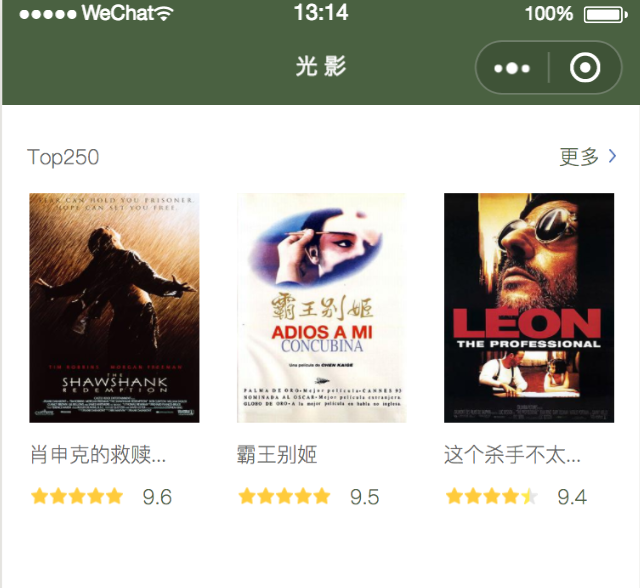 WeChat 13:14 100%
光影
Top250 更多
FEAR CAN HOLD YOU PRISONER.
HOPE CAN SET YOU FREE.
TIM ROBBINS MORGAN FREEMAN
THE
SHAWSHANK
REDEMPTION
霸王别姬
ADIOS A MI
CONCUBINA
Una película de CHEN KAIGE
PALMA DE ORO-Mejor película-CANNES 93
NOMINADA AL OSCAR-Mejor película extranjera
GLOBO DE ORO-A la mejor película en habla no inglesa
LEON
THE PROFESSIONAL
肖申克的救赎... 霸王别姬 这个杀手不太...
9.6 9.5 9.4